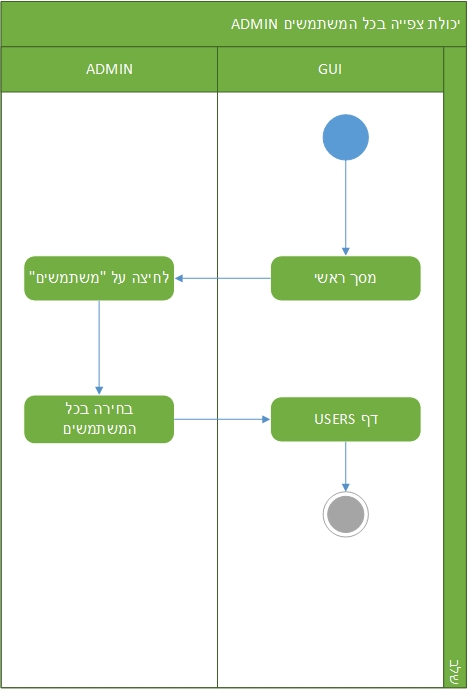 יכולת צפייה בכל המשתמשים ADMIN
GUI
ADMIN
מסך ראשי
לחיצה על "משתמשים"
בחירה בכל
המשתמשים
דף USERS
שלב